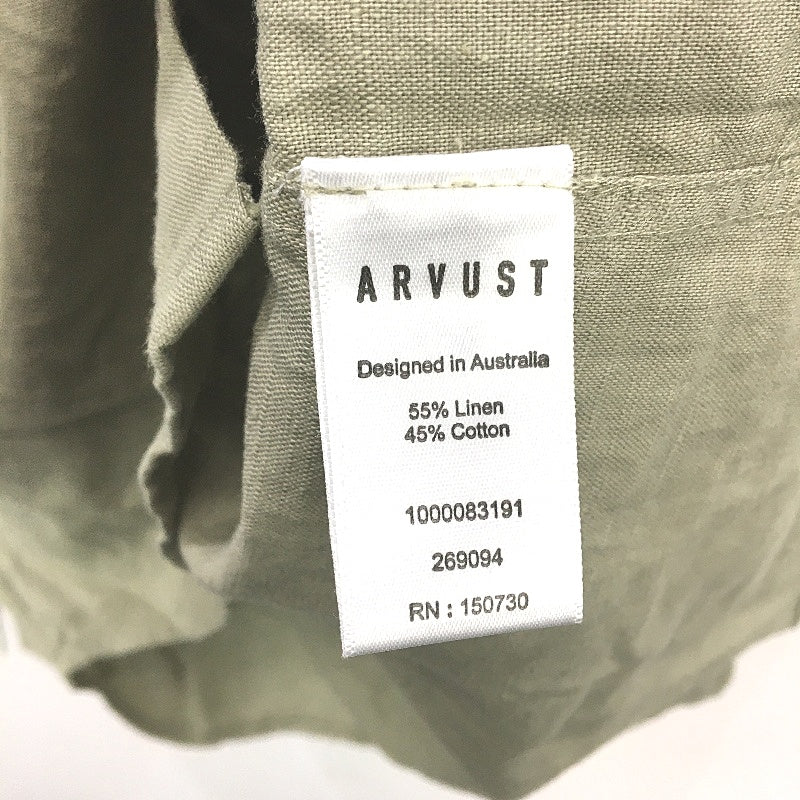 ARVUST
Designed in Australia
55% Linen
45% Cotton
1000083191
269094
RN : 150730